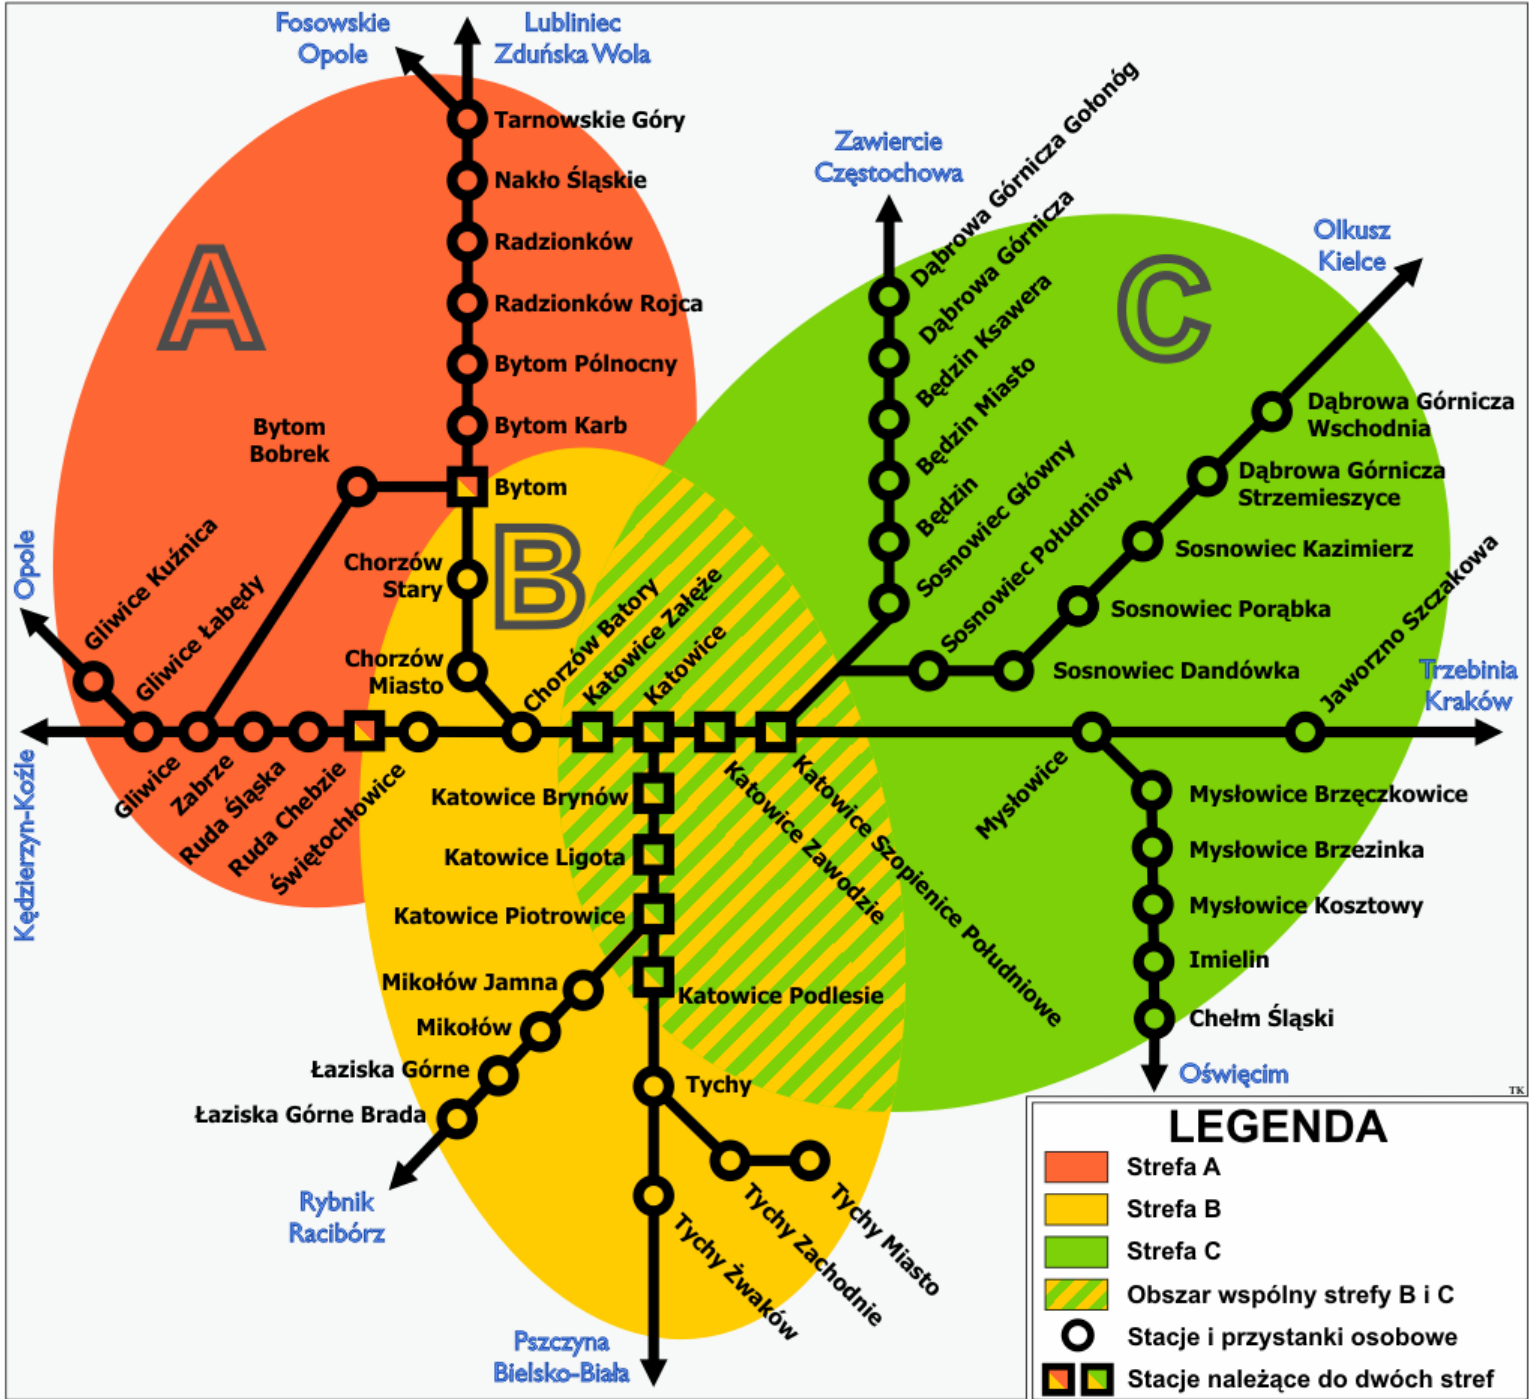 Fosowskie
Opole
Lubliniec
Zduńska Wola
Tarnowskie Góry
Nakło Śląskie
Radzionków
Radzionków Rojca
Bytom Pólnocny
Bytom Karb
Bytom
Bytom
Bobrek
A
B
C
Zawiercie
Częstochowa
Dąbrowa Górnicza Gołonóg
Dąbrowa Górnicza
Będzin Ksawera
Będzin Miasto
Będzin
Sosnowiec Główny
Sosnowiec Południowy
Olkusz
Kielce
Dąbrowa Górnicza
Wschodnia
Dąbrowa Górnicza
Strzemieszyce
Sosnowiec Kazimierz
Sosnowiec Porąbka
Sosnowiec Dandówka
Jaworzno Szczakowa
Trzebinia
Kraków
Opole
Gliwice Kuźnica
Gliwice Łabędy
Chorzów
Stary
Chorzów
Miasto
Chorzów Batory
Katowice Załęże
Katowice
Kędzierzyn-Koźle
Gliwice
Zabrze
Ruda Śląska
Ruda Chebzie
Świętochłowice
Katowice Brynów
Katowice Ligota
Katowice Piotrowice
Katowice Podlesie
Katowice Zawodzie
Katowice Szopienice Południowe
Mysłowice
Mysłowice Brzęczkowice
Mysłowice Brzezinka
Mysłowice Kosztowy
Imielin
Chełm Śląski
Oświęcim
Mikołów Jamna
Mikołów
Łaziska Górne
Łaziska Górne Brada
Rybnik
Racibórz
Tychy
Tychy Zachodnie
Tychy Miasto
Tychy Żwaków
Pszczyna
Bielsko-Biała
TK
LEGENDA
Strefa A
Strefa B
Strefa C
Obszar wspólny strefy B i C
Stacje i przystanki osobowe
Stacje należące do dwóch stref